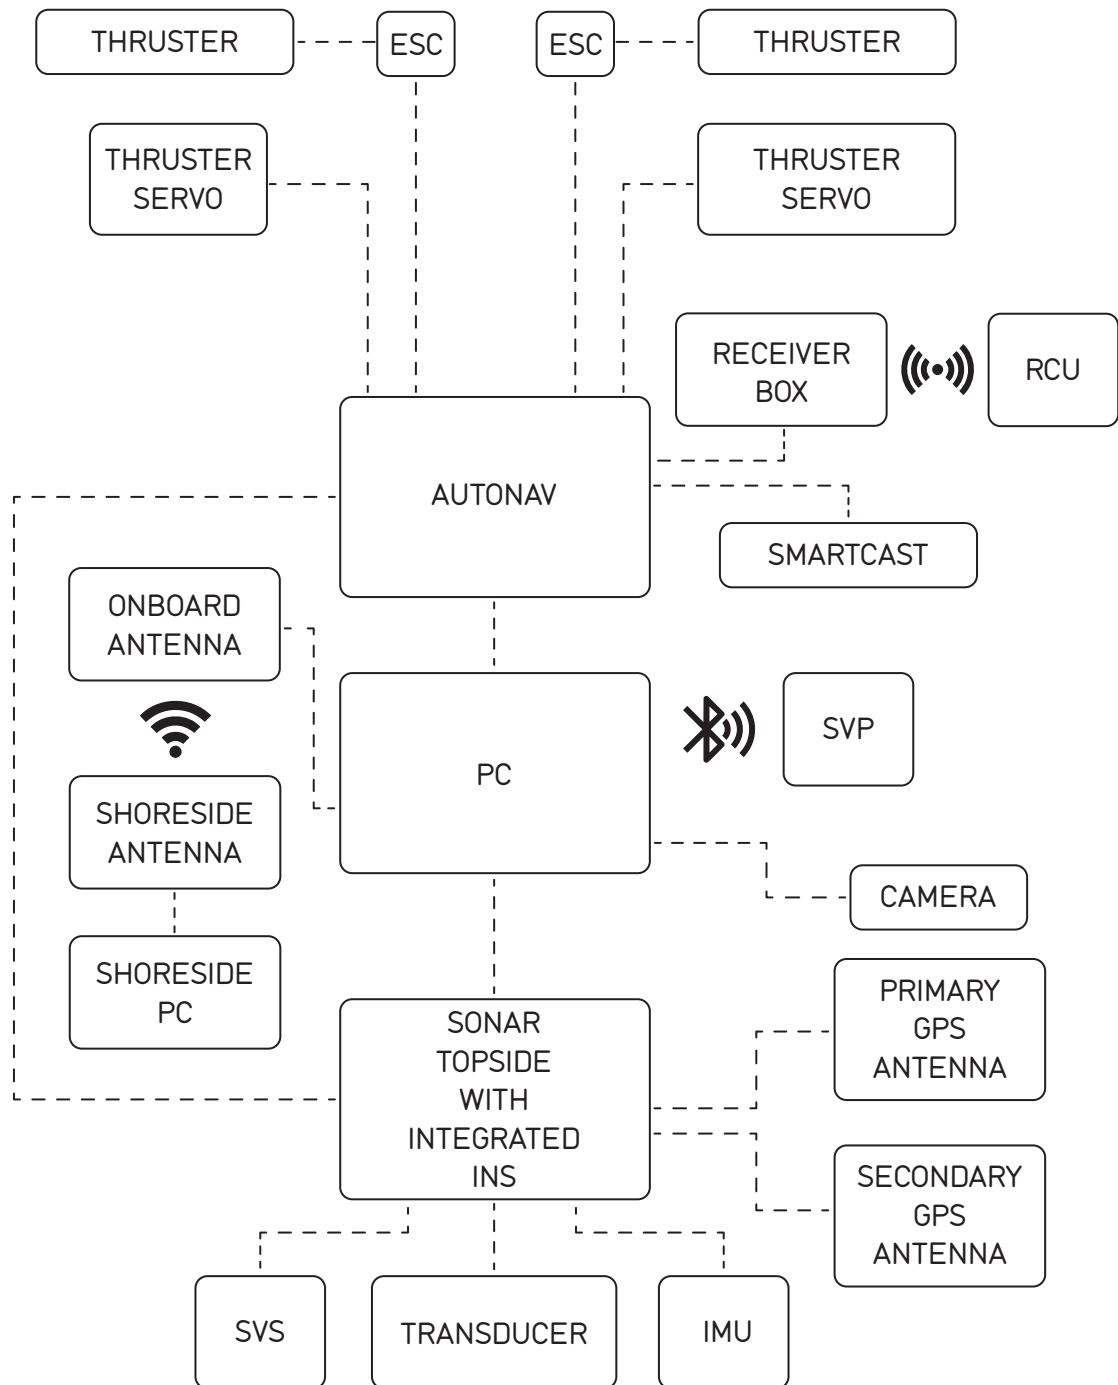 THRUSTER
ESC
ESC
THRUSTER
THRUSTER
SERVO
THRUSTER
SERVO
RECEIVER
BOX
RCU
AUTONAV
SMARTCAST
ONBOARD
ANTENNA
PC
SVP
SHORESIDE
ANTENNA
CAMERA
SHORESIDE
PC
PRIMARY
GPS
ANTENNA
SONAR
TOPSIDE
WITH
INTEGRATED
INS
SECONDARY
GPS
ANTENNA
SVS
TRANSDUCER
IMU